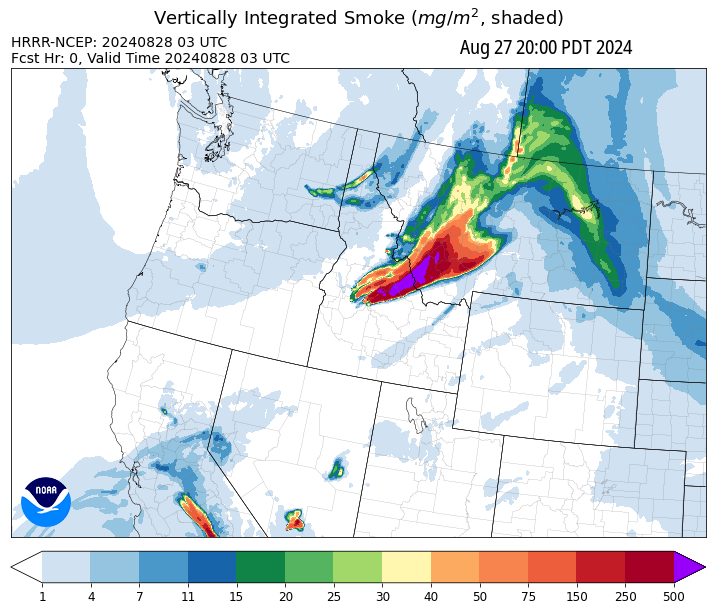 Vertically Integrated Smoke (mg/m², shaded)
HRRR-NCEP: 20240828 03 UTC
Fcst Hr: 0, Valid Time 20240828 03 UTC
Aug 27 20:00 PDT 2024
NOAA
1 4 7 11 15 20 25 30 40 50 75 150 250 500